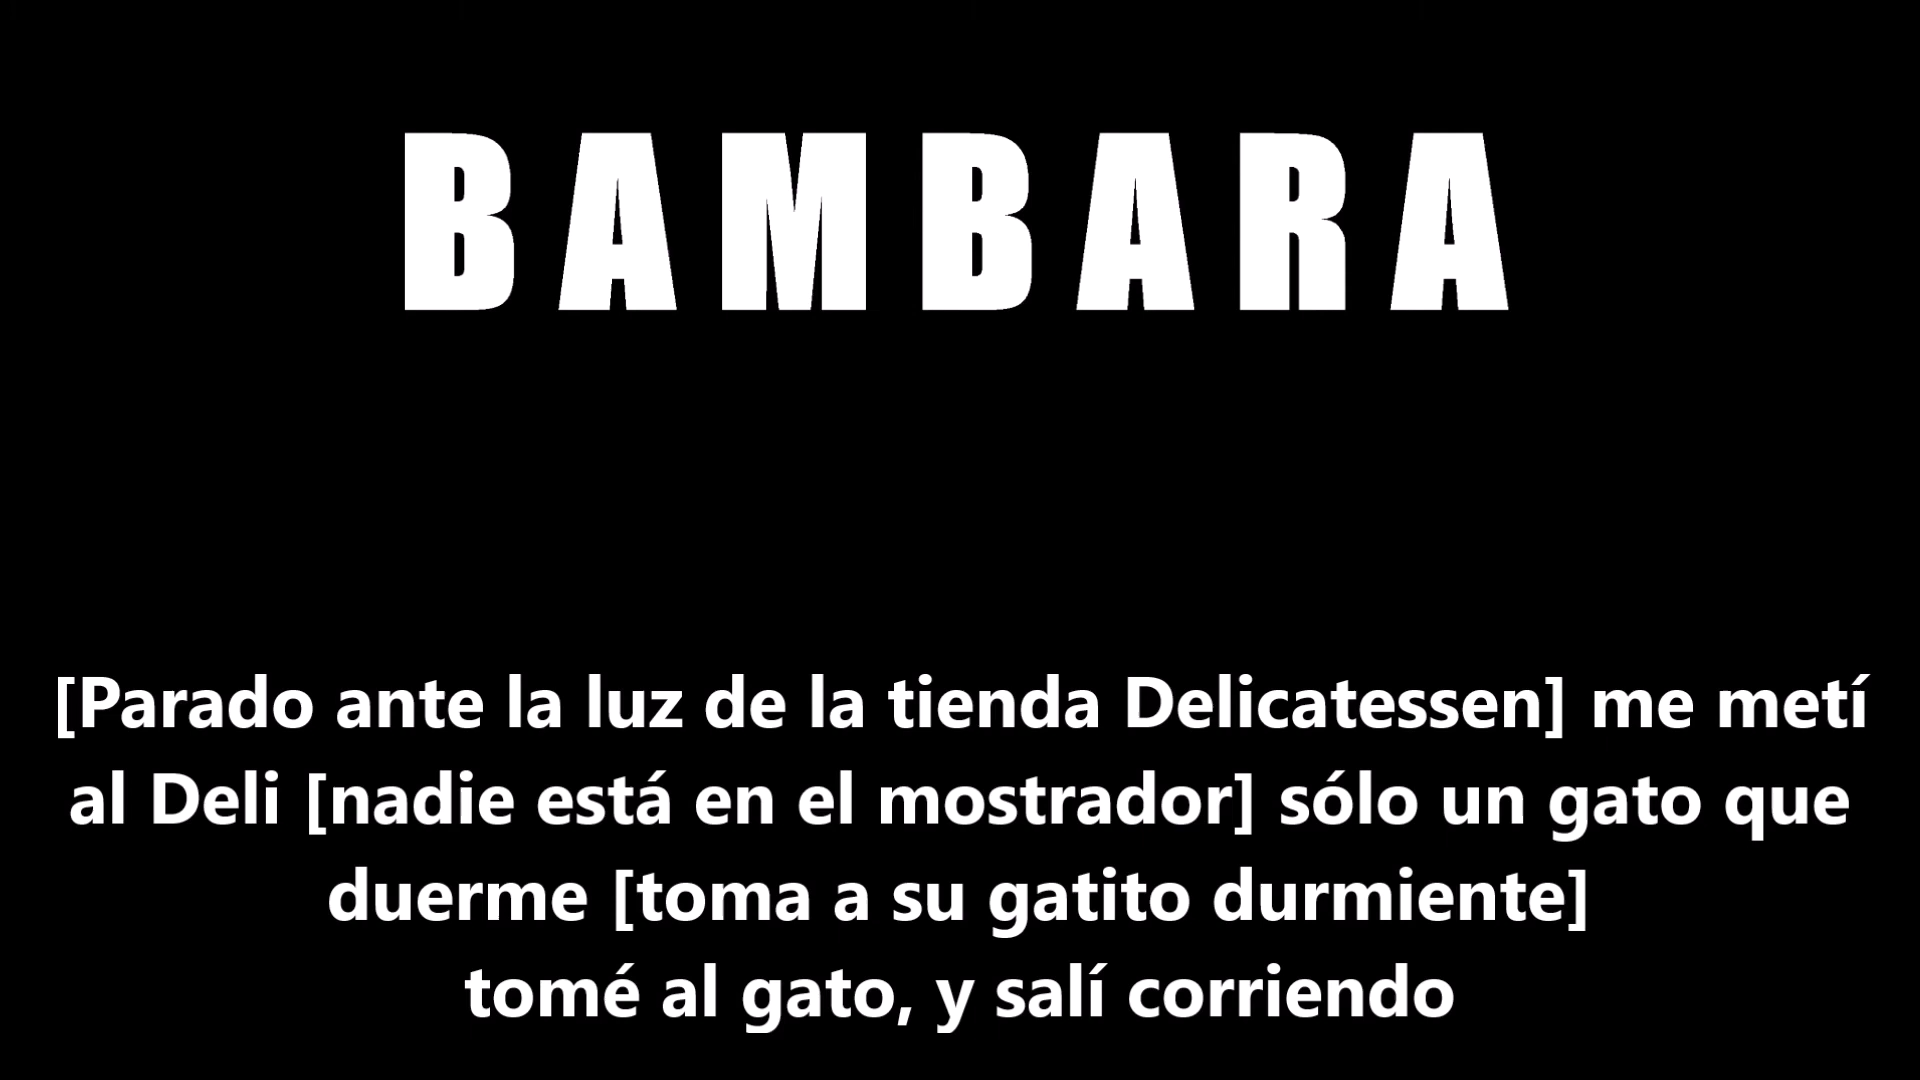 BAMBARA
[Parado ante la luz de la tienda Delicatessen] me metí
al Deli [nadie está en el mostrador] sólo un gato que
duerme [toma a su gatito durmiente]
tomé al gato, y salí corriendo